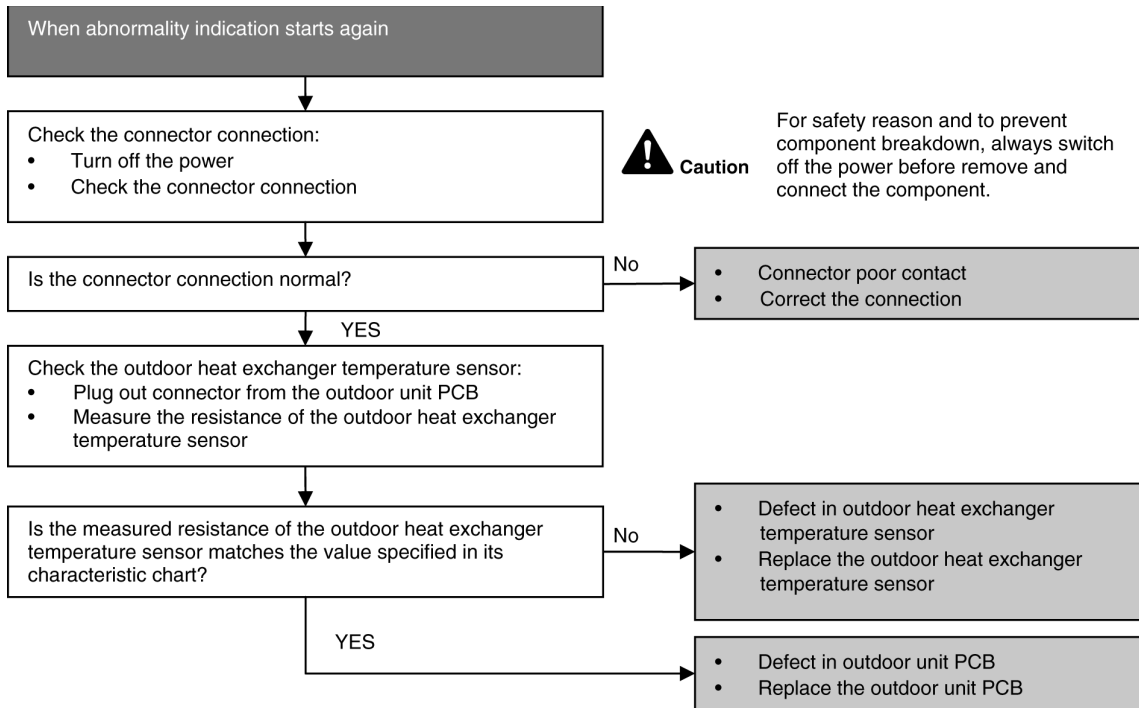 When abnormality indication starts again
Check the connector connection:
• Turn off the power
• Check the connector connection
Caution
For safety reason and to prevent
component breakdown, always switch
off the power before remove and
connect the component.
Is the connector connection normal?
No
• Connector poor contact
• Correct the connection
YES
Check the outdoor heat exchanger temperature sensor:
• Plug out connector from the outdoor unit PCB
• Measure the resistance of the outdoor heat exchanger
temperature sensor
Is the measured resistance of the outdoor heat exchanger
temperature sensor matches the value specified in its
characteristic chart?
No
• Defect in outdoor heat exchanger
temperature sensor
• Replace the outdoor heat exchanger
temperature sensor
YES
• Defect in outdoor unit PCB
• Replace the outdoor unit PCB